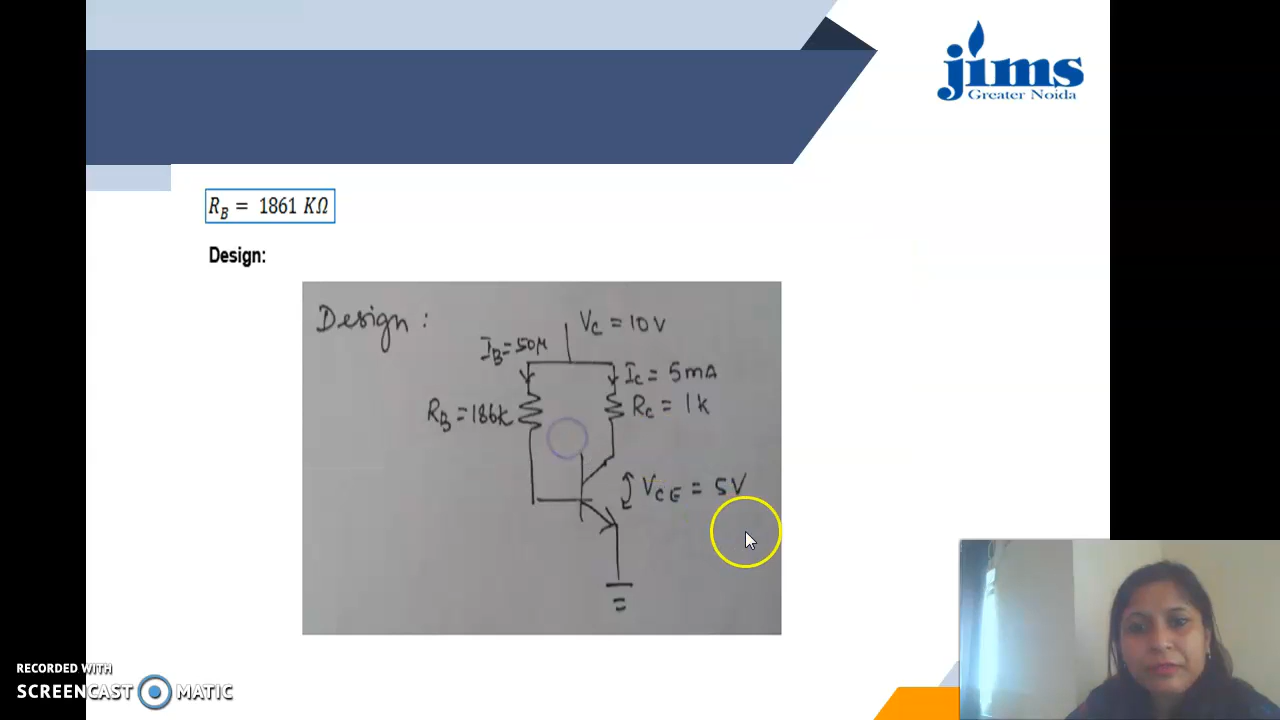 jims
Greater Noida
R_B = 1861 KΩ
Design:
Design :
V_C = 10V
I_B = 50μ
I_C = 5mA
R_B = 186k
R_C = 1k
V_CE = 5V
RECORDED WITH
SCREENCAST MATIC